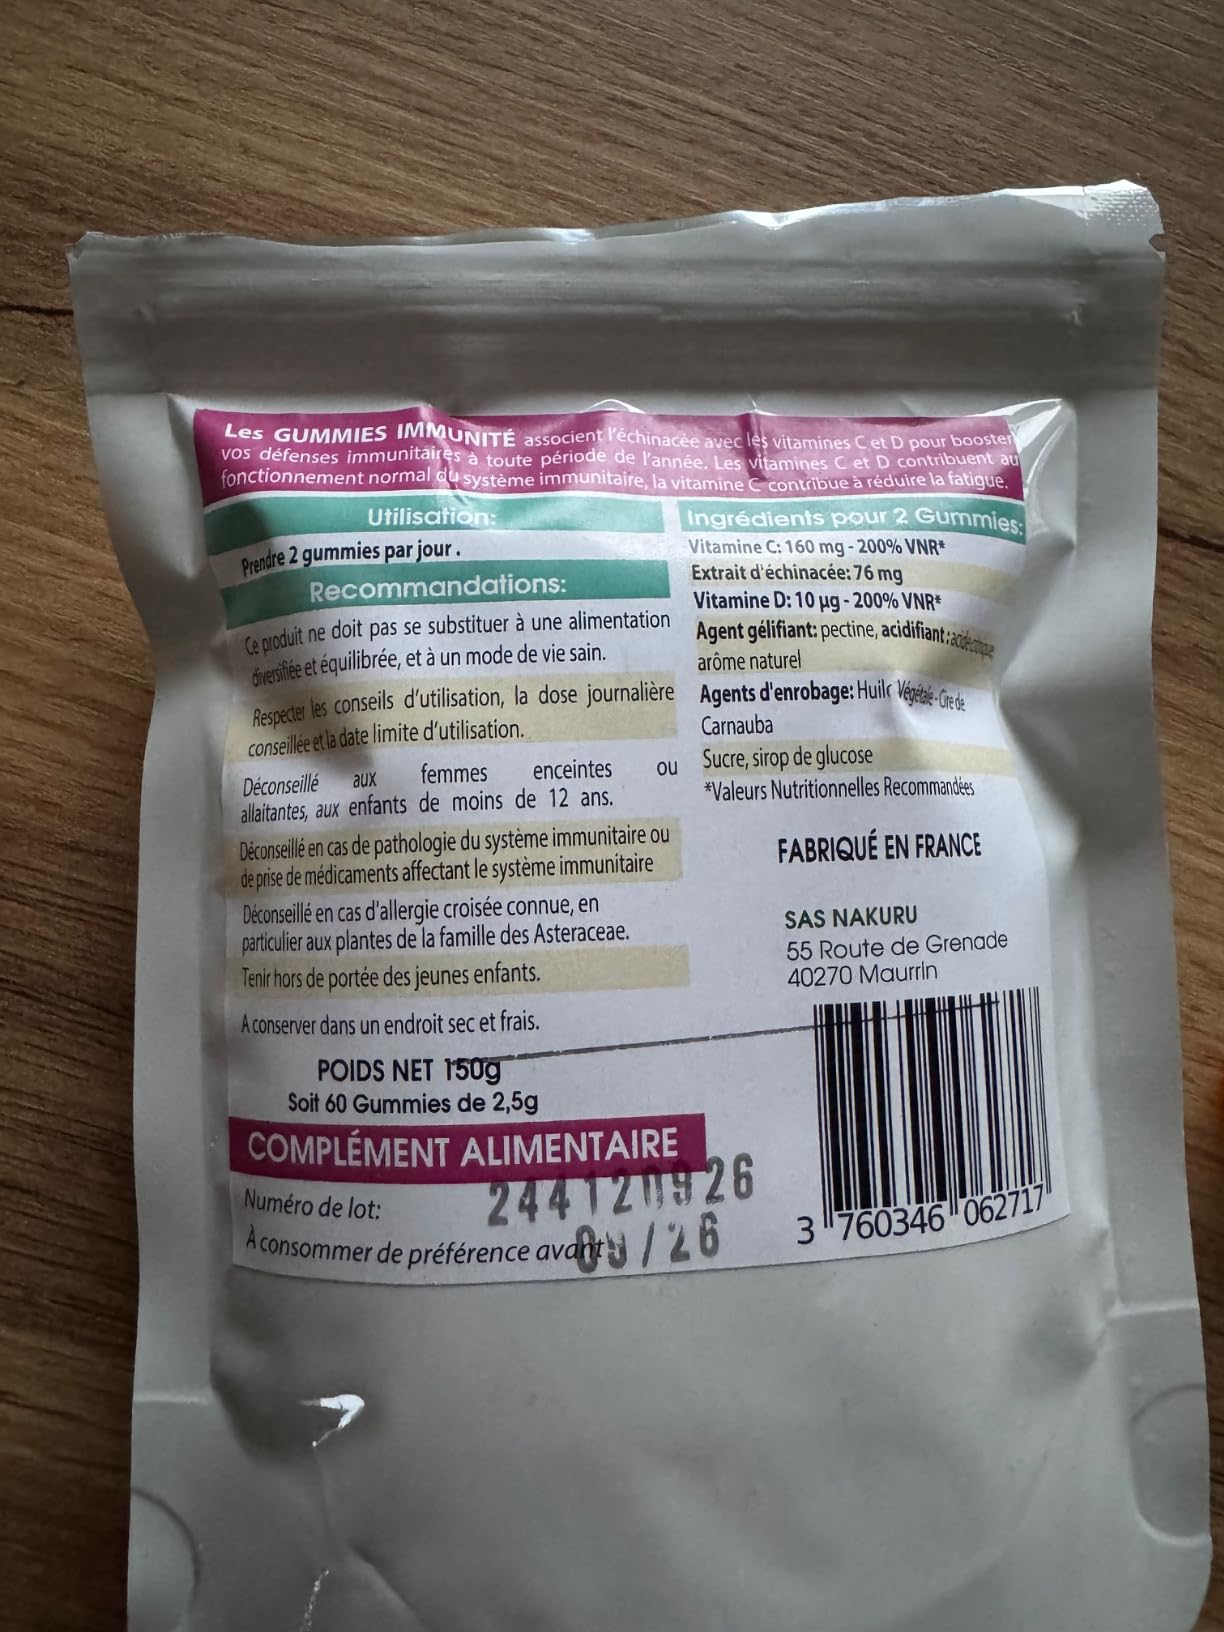 Les GUMMIES IMMUNITÉ associent l'échinacée avec les vitamines C et D pour booster
vos défenses immunitaires à toute période de l'année. Les vitamines C et D contribuent au
fonctionnement normal du système immunitaire, la vitamine C contribue à réduire la fatigue.
Utilisation:
Prendre 2 gummies par jour.
Recommandations:
Ce produit ne doit pas se substituer à une alimentation
diversifiée et équilibrée, et à un mode de vie sain.
Respecter les conseils d'utilisation, la dose journalière
conseillée et la date limite d'utilisation.
Déconseillé aux femmes enceintes ou
allaitantes, aux enfants de moins de 12 ans.
Déconseillé en cas de pathologie du système immunitaire ou
de prise de médicaments affectant le système immunitaire
Déconseillé en cas d'allergie croisée connue, en
particulier aux plantes de la famille des Asteraceae.
Tenir hors de portée des jeunes enfants.
A conserver dans un endroit sec et frais.
POIDS NET 150g
Soit 60 Gummies de 2,5g
COMPLÉMENT ALIMENTAIRE
Numéro de lot: 244120926
À consommer de préférence avant 09/26
Ingrédients pour 2 Gummies:
Vitamine C: 160 mg - 200% VNR*
Extrait d'échinacée: 76 mg
Vitamine D: 10 µg - 200% VNR*
Agent gélifiant: pectine, acidifiant: acide
arôme naturel
Agents d'enrobage: Huile Végétale - Cire de
Carnauba
Sucre, sirop de glucose
*Valeurs Nutritionnelles Recommandées
FABRIQUÉ EN FRANCE
SAS NAKURU
55 Route de Grenade
40270 MaurrIn
3 760346 062717